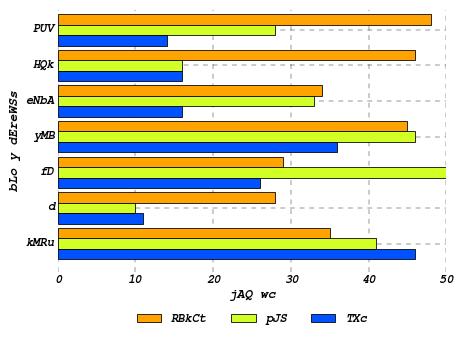 PUV
HQk
eNbA
yMB
fD
d
kMRu
bLo y dEreWSs
0 10 20 30 40 50
jAQ wc
RBkCt pJS TXc